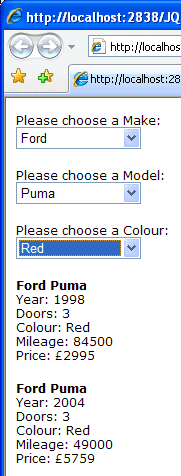 http://localhost:2838/JQ
http://localhost:
http://localhost:28
Please choose a Make:
Ford
Please choose a Model:
Puma
Please choose a Colour:
Red
Ford Puma
Year: 1998
Doors: 3
Colour: Red
Mileage: 84500
Price: £2995
Ford Puma
Year: 2004
Doors: 3
Colour: Red
Mileage: 49000
Price: £5759